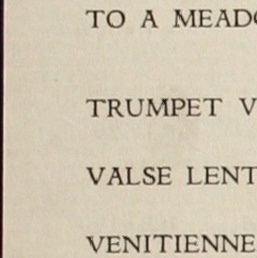 TO A MEADO
TRUMPET V
VALSE LENT
VENITIENNE